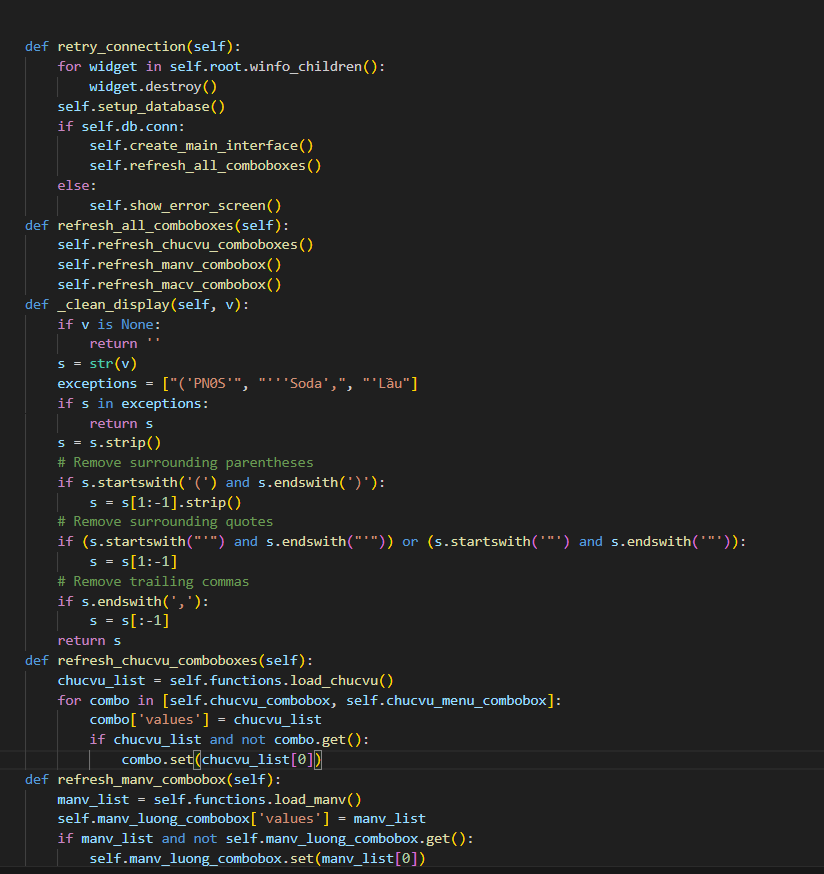 def retry_connection(self):
    for widget in self.root.winfo_children():
        widget.destroy()
    self.setup_database()
    if self.db.conn:
        self.create_main_interface()
        self.refresh_all_comboboxes()
    else:
        self.show_error_screen()
def refresh_all_comboboxes(self):
    self.refresh_chucvu_comboboxes()
    self.refresh_manv_combobox()
    self.refresh_macv_combobox()
def _clean_display(self, v):
    if v is None:
        return ''
    s = str(v)
    exceptions = ["('PN0S'", "'''Soda',", "'Lầu"]
    if s in exceptions:
        return s
    s = s.strip()
    # Remove surrounding parentheses
    if s.startswith('(') and s.endswith(')'):
        s = s[1:-1].strip()
    # Remove surrounding quotes
    if (s.startswith("'") and s.endswith("'")) or (s.startswith('"') and s.endswith('"')):
        s = s[1:-1]
    # Remove trailing commas
    if s.endswith(','):
        s = s[:-1]
    return s
def refresh_chucvu_comboboxes(self):
    chucvu_list = self.functions.load_chucvu()
    for combo in [self.chucvu_combobox, self.chucvu_menu_combobox]:
        combo['values'] = chucvu_list
        if chucvu_list and not combo.get():
            combo.set(chucvu_list[0])
def refresh_manv_combobox(self):
    manv_list = self.functions.load_manv()
    self.manv_luong_combobox['values'] = manv_list
    if manv_list and not self.manv_luong_combobox.get():
        self.manv_luong_combobox.set(manv_list[0])